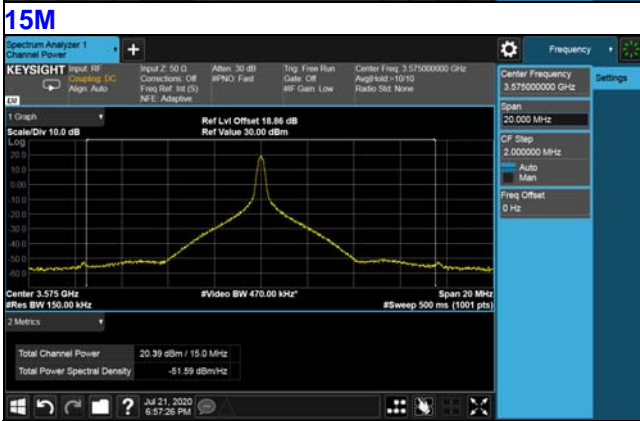 15M
Spectrum Analyzer 1
Channel Power
+
Frequency
KEYSIGHT
Input: RF
Coupling: DC
Align: Auto
Input Z: 50 Ω
Corrections: Off
Freq Ref: Int (S)
NFE: Adaptive
Atten: 30 dB
#PNO: Fast
Trig: Free Run
Gate: Off
#IF Gain: Low
Center Freq: 3.575000000 GHz
Avg|Hold:>10/10
Radio Std: None
LXI
Center Frequency
3.575000000 GHz
Settings
Span
20.000 MHz
CF Step
2.000000 MHz
Auto
Man
Freq Offset
0 Hz
1 Graph
Scale/Div 10.0 dB
Ref Lvl Offset 18.86 dB
Ref Value 30.00 dBm
Log
20.0
10.0
0.00
-10.0
-20.0
-30.0
-40.0
-50.0
-60.0
Center 3.575 GHz
#Video BW 470.00 kHz*
Span 20 MHz
#Res BW 150.00 kHz
#Sweep 500 ms (1001 pts)
2 Metrics
Total Channel Power 20.39 dBm / 15.0 MHz
Total Power Spectral Density -51.59 dBm/Hz
?
Jul 21, 2020
6:57:26 PM